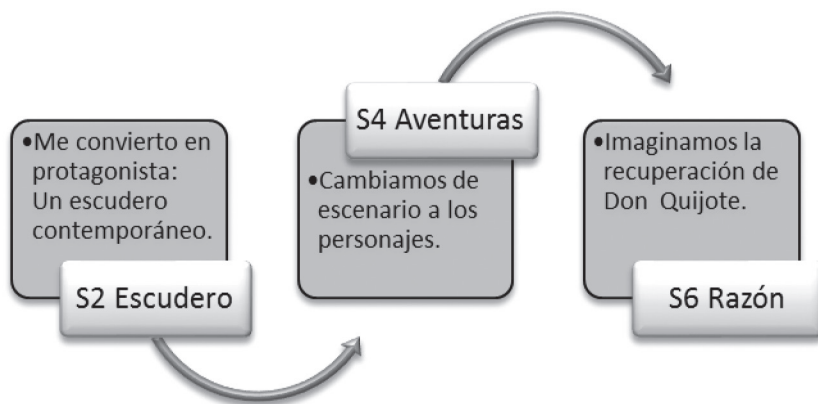 •Me convierto en
protagonista:
Un escudero
contemporáneo.
S2 Escudero
S4 Aventuras
•Cambiamos de
escenario a los
personajes.
•Imaginamos la
recuperación de
Don Quijote.
S6 Razón